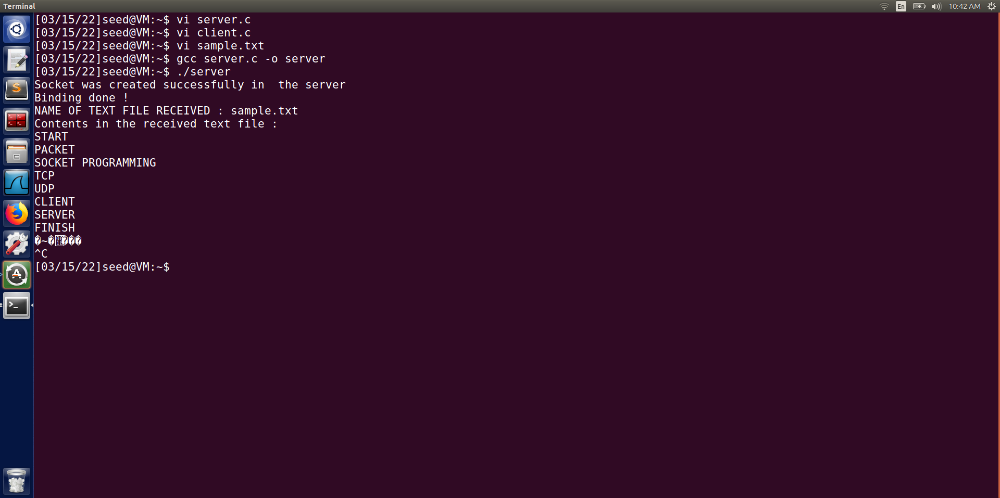 Terminal
En
10:42 AM
[03/15/22]seed@VM:~$ vi server.c
[03/15/22]seed@VM:~$ vi client.c
[03/15/22]seed@VM:~$ vi sample.txt
[03/15/22]seed@VM:~$ gcc server.c -o server
[03/15/22]seed@VM:~$ ./server
Socket was created successfully in  the server
Binding done !
NAME OF TEXT FILE RECEIVED : sample.txt
Contents in the received text file :
START
PACKET
SOCKET PROGRAMMING
TCP
UDP
CLIENT
SERVER
FINISH
�~����
^C
[03/15/22]seed@VM:~$